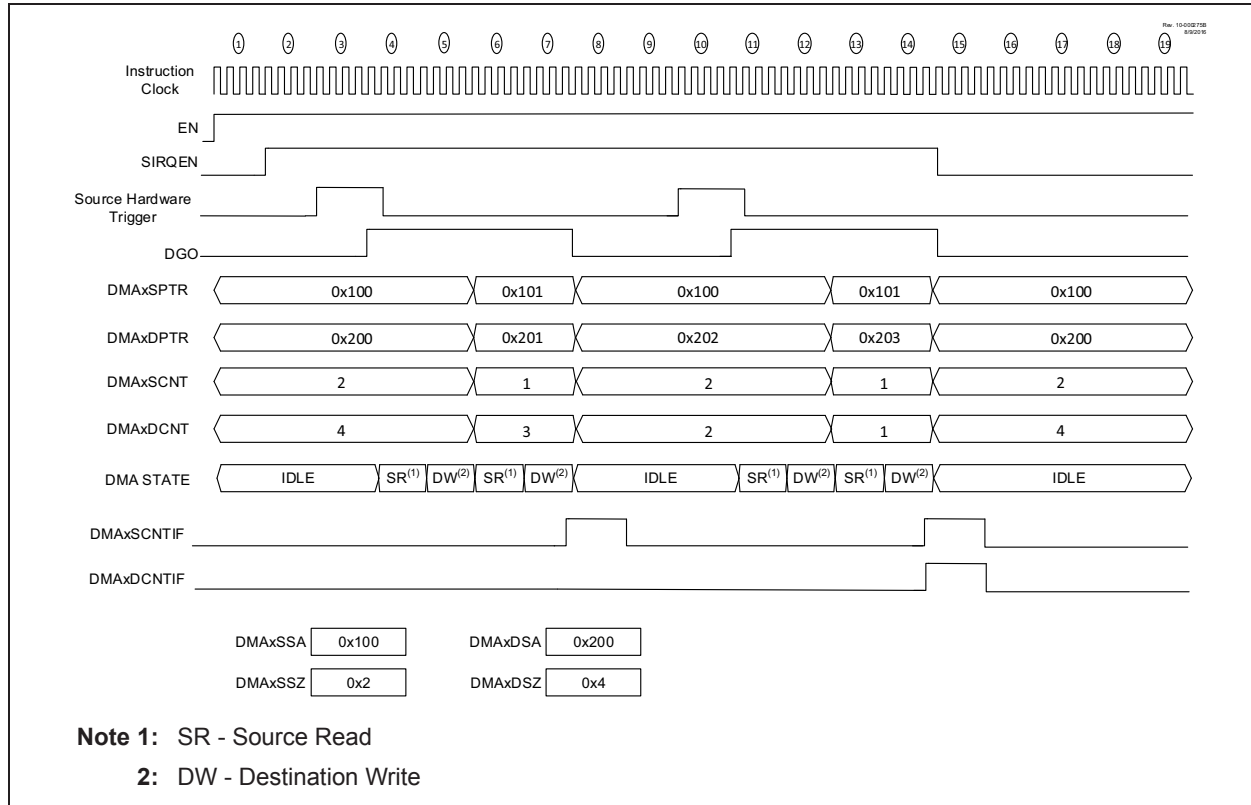 Rev. 10-000275B
8/9/2016
1 2 3 4 5 6 7 8 9 10 11 12 13 14 15 16 17 18 19
Instruction
Clock
EN
SIRQEN
Source Hardware
Trigger
DGO
DMAxSPTR 0x100 0x101 0x100 0x101 0x100
DMAxDPTR 0x200 0x201 0x202 0x203 0x200
DMAxSCNT 2 1 2 1 2
DMAxDCNT 4 3 2 1 4
DMA STATE IDLE SR(1) DW(2) SR(1) DW(2) IDLE SR(1) DW(2) SR(1) DW(2) IDLE
DMAxSCNTIF
DMAxDCNTIF
DMAxSSA 0x100 DMAxDSA 0x200
DMAxSSZ 0x2 DMAxDSZ 0x4
Note 1: SR - Source Read
2: DW - Destination Write